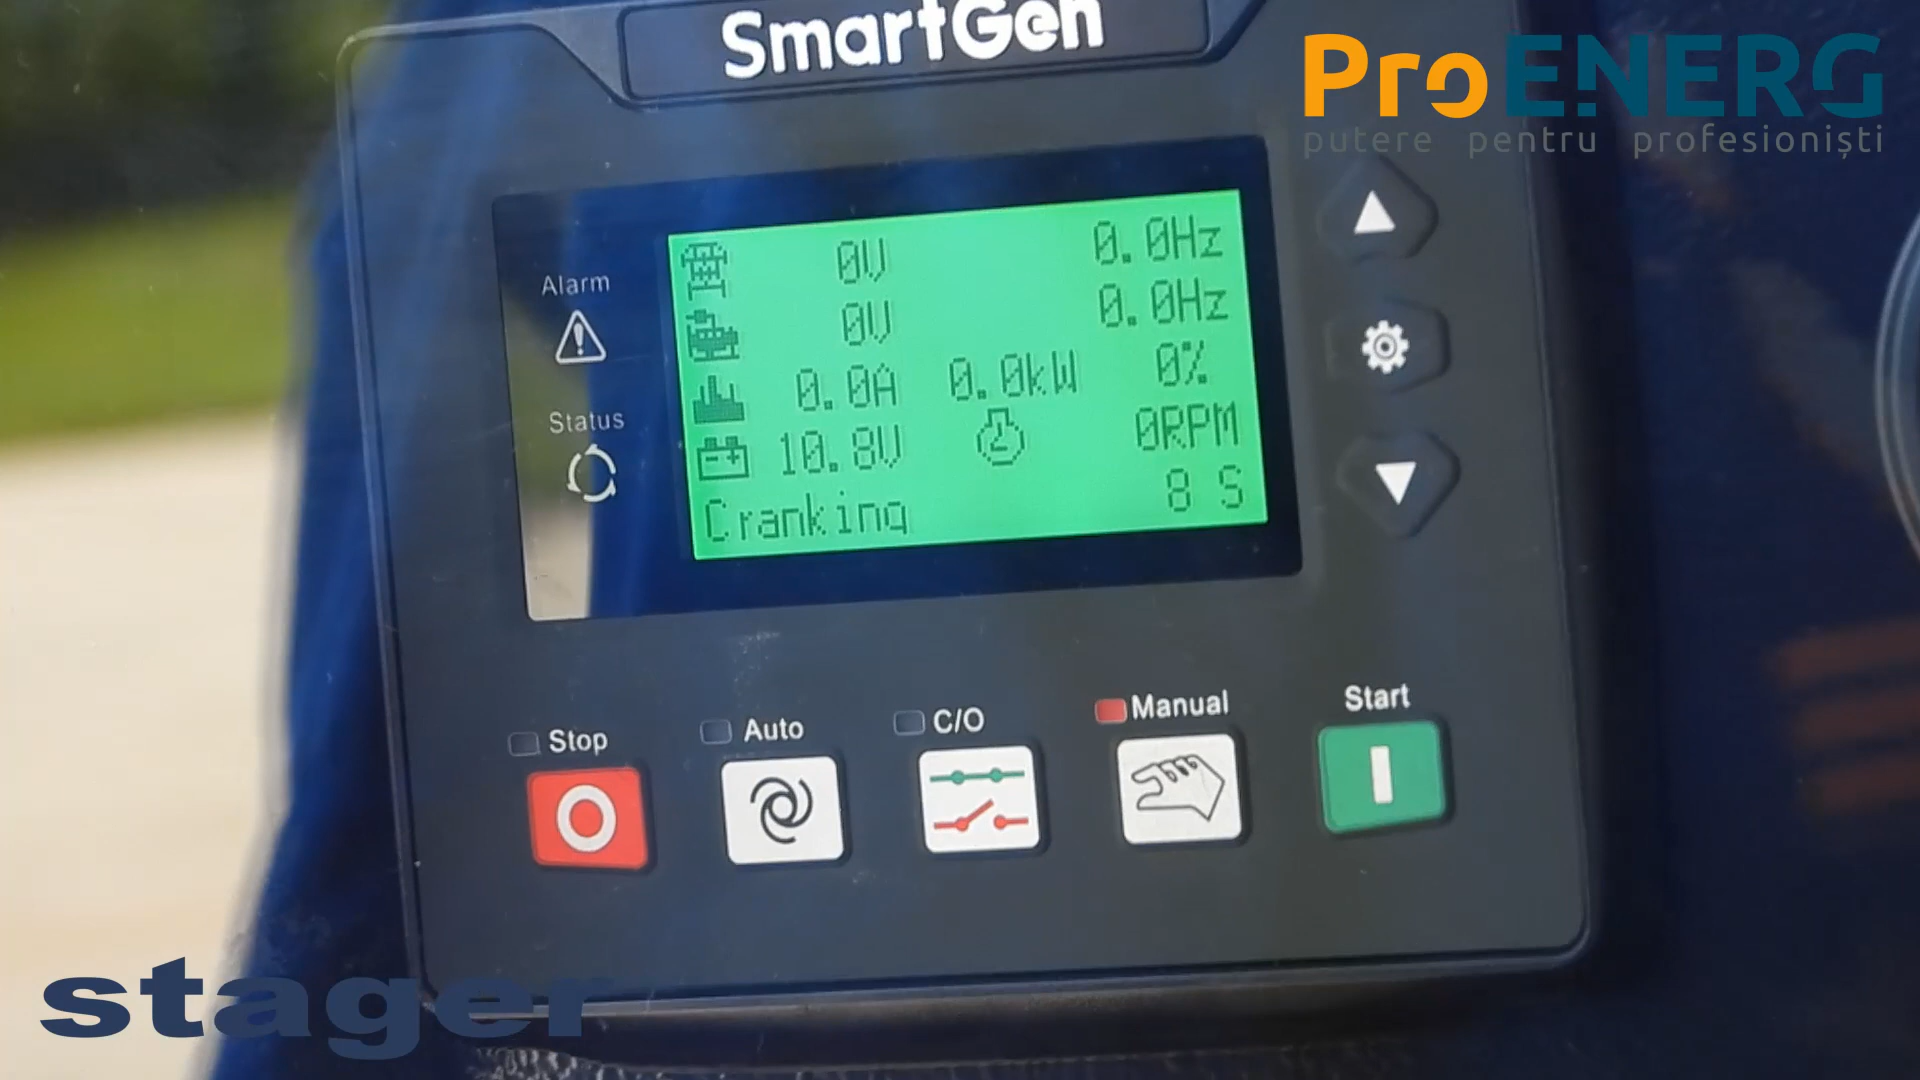 SmartGen
ProENERG
putere pentru profesioniști
Alarm
Status
0V 0.0Hz
0V 0.0Hz
0.0A 0.0kW 0%
10.8V 0RPM
Cranking 8 S
Stop
Auto
C/O
Manual
Start
stager